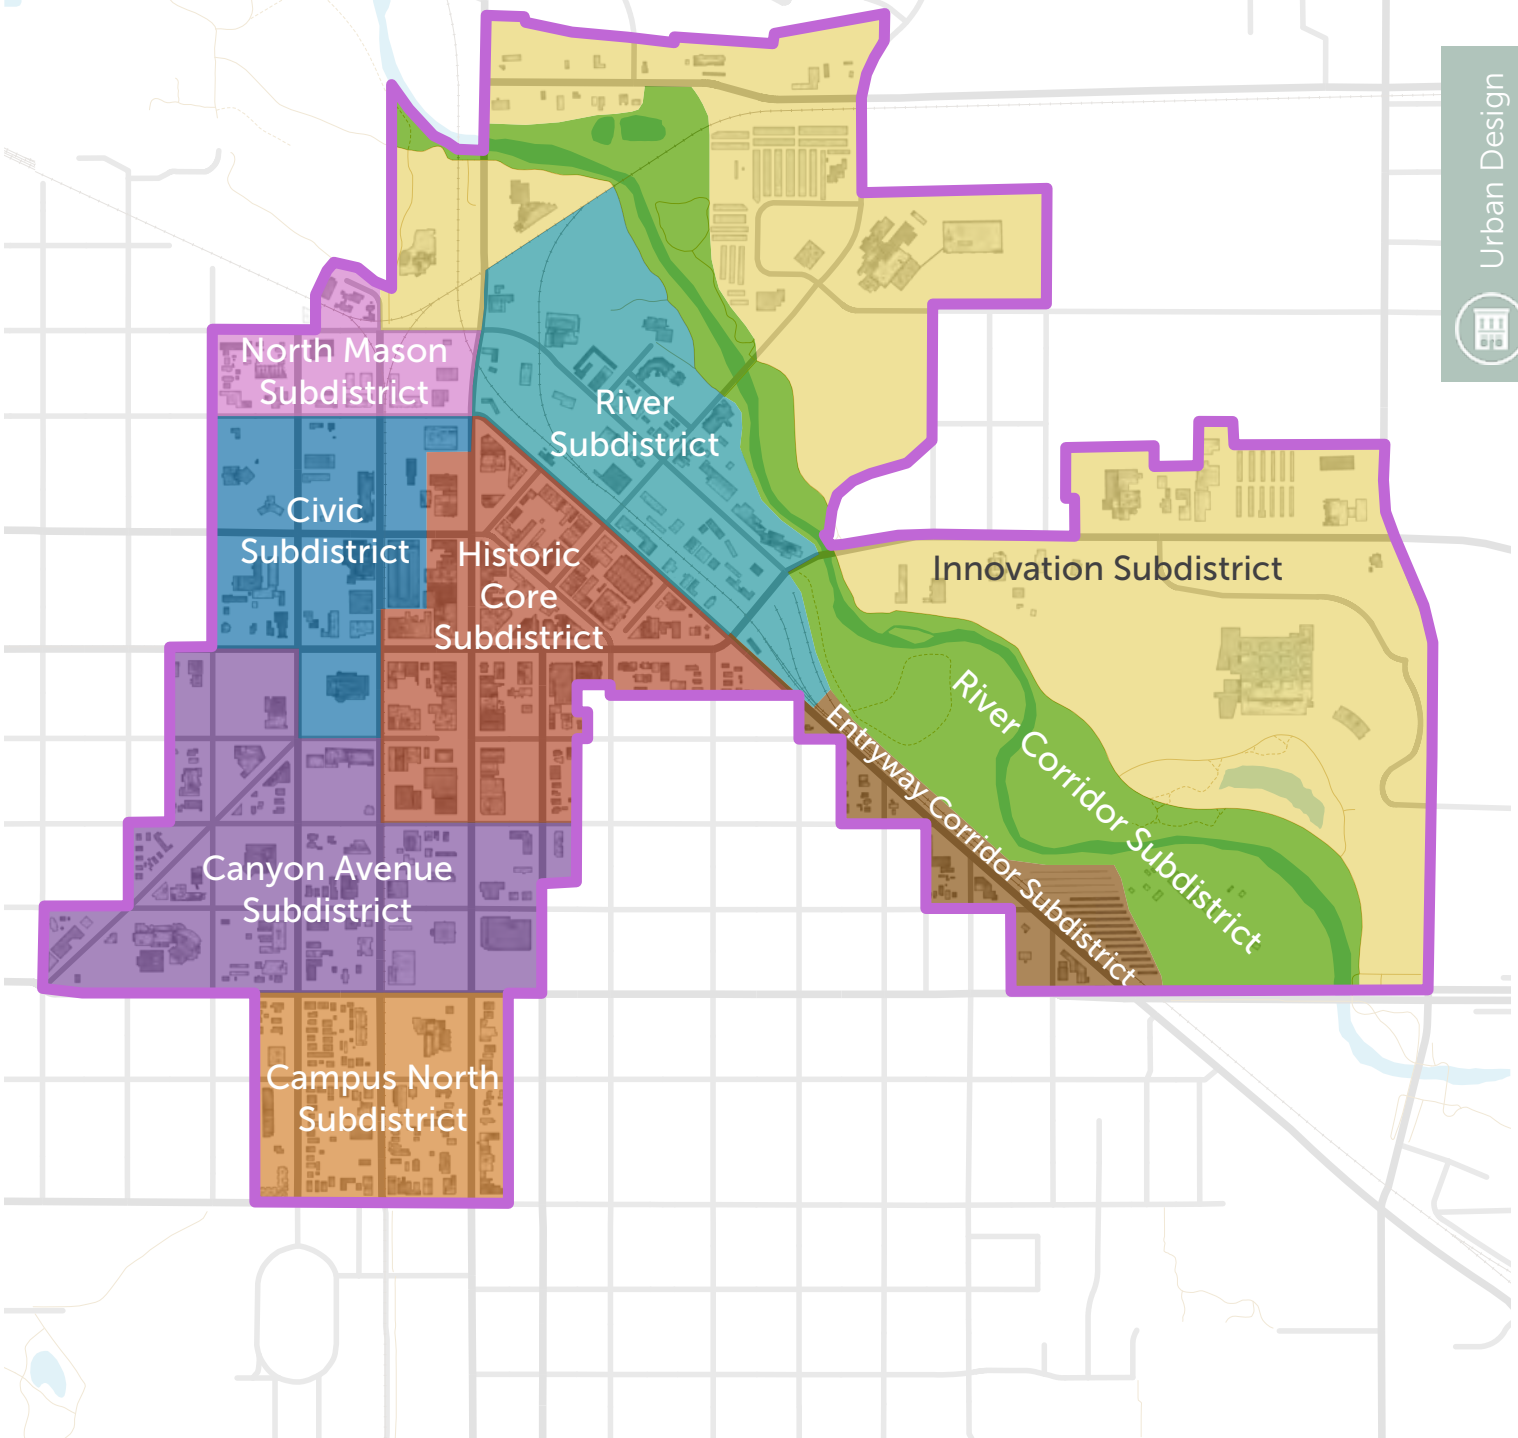 Urban Design
North Mason
Subdistrict
River
Subdistrict
Civic
Subdistrict
Historic
Core
Subdistrict
Innovation Subdistrict
River Corridor Subdistrict
Entryway Corridor Subdistrict
Canyon Avenue
Subdistrict
Campus North
Subdistrict